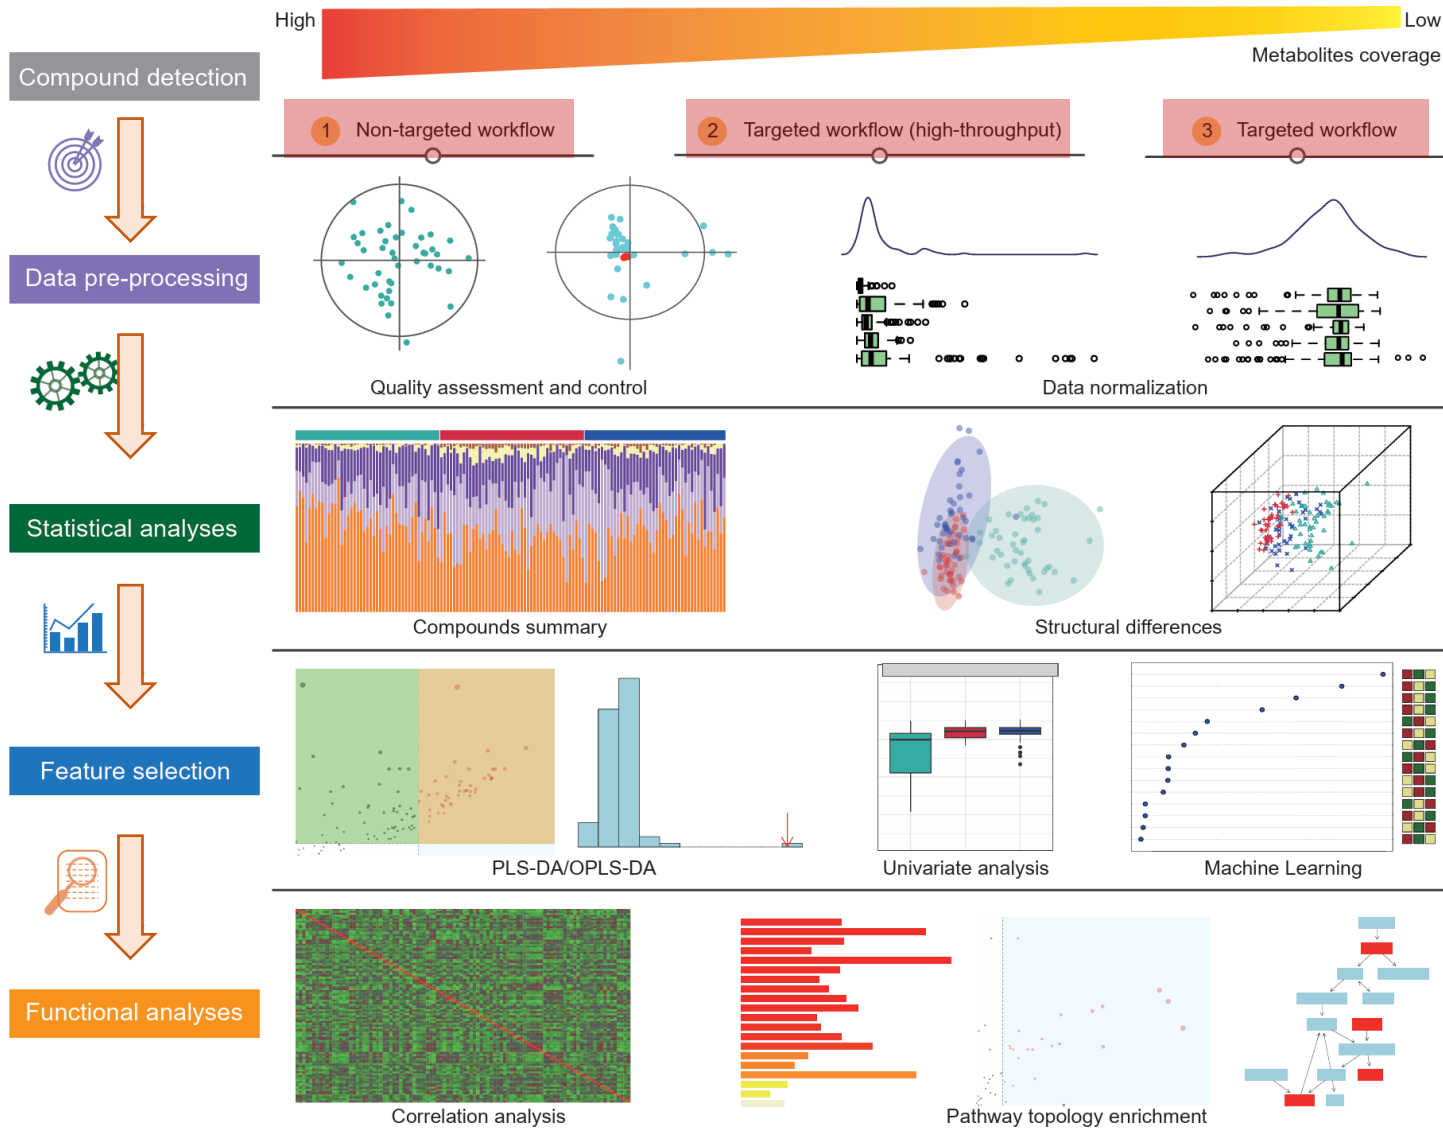 High
Low
Metabolites coverage
Compound detection
1 Non-targeted workflow
2 Targeted workflow (high-throughput)
3 Targeted workflow
Data pre-processing
Quality assessment and control
Data normalization
Statistical analyses
Compounds summary
Structural differences
Feature selection
PLS-DA/OPLS-DA
Univariate analysis
Machine Learning
Functional analyses
Correlation analysis
Pathway topology enrichment